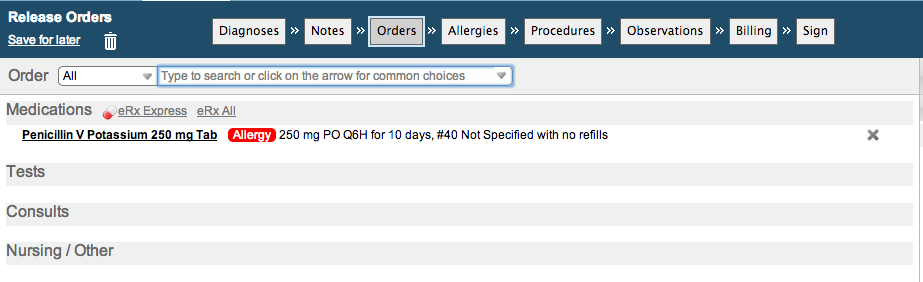 Release Orders
Save for later
Diagnoses » Notes » Orders » Allergies » Procedures » Observations » Billing » Sign
Order All Type to search or click on the arrow for common choices
Medications eRx Express eRx All
Penicillin V Potassium 250 mg Tab Allergy 250 mg PO Q6H for 10 days, #40 Not Specified with no refills
Tests
Consults
Nursing / Other